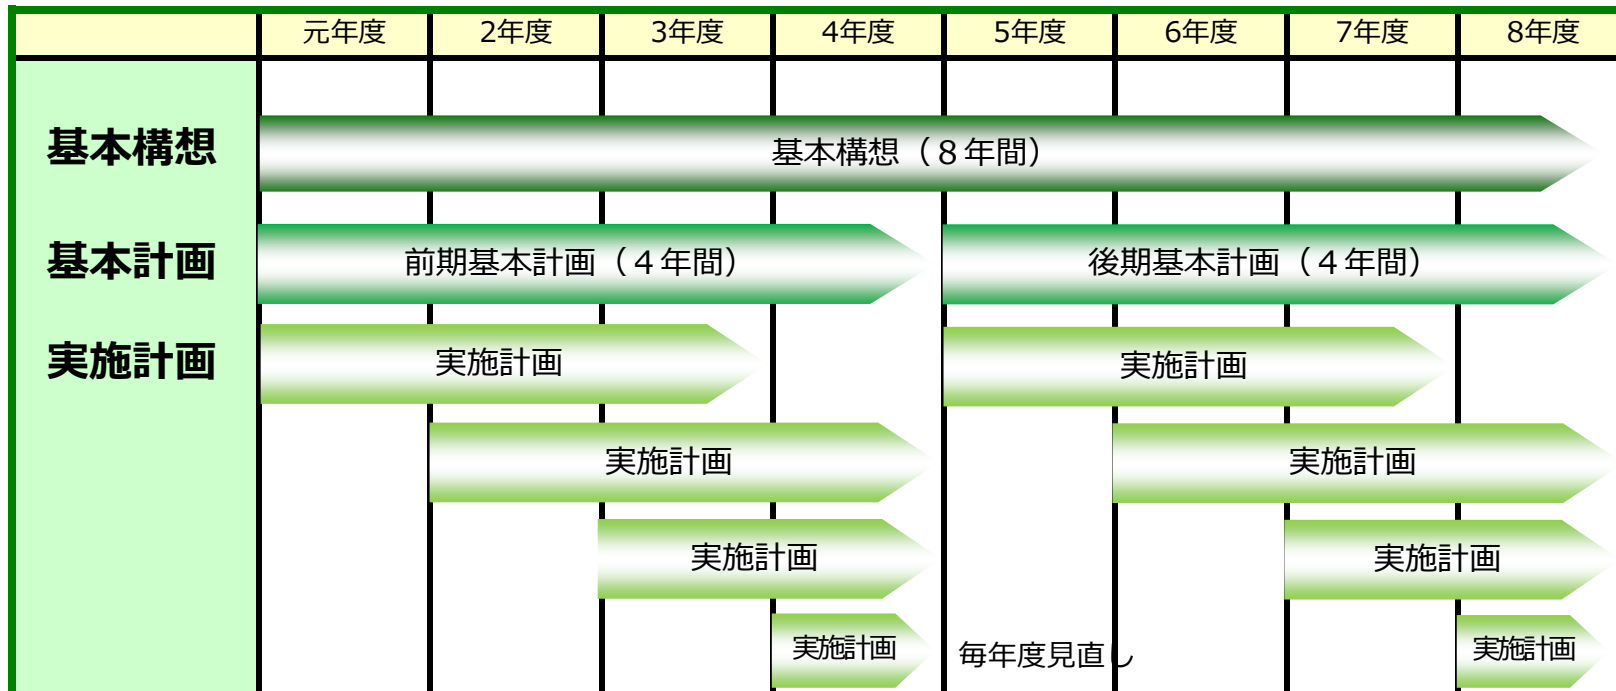 元年度 2年度 3年度 4年度 5年度 6年度 7年度 8年度
基本構想 基本構想（８年間）
基本計画 前期基本計画（４年間） 後期基本計画（４年間）
実施計画 実施計画 実施計画
実施計画 実施計画
実施計画 実施計画
実施計画 毎年度見直し 実施計画